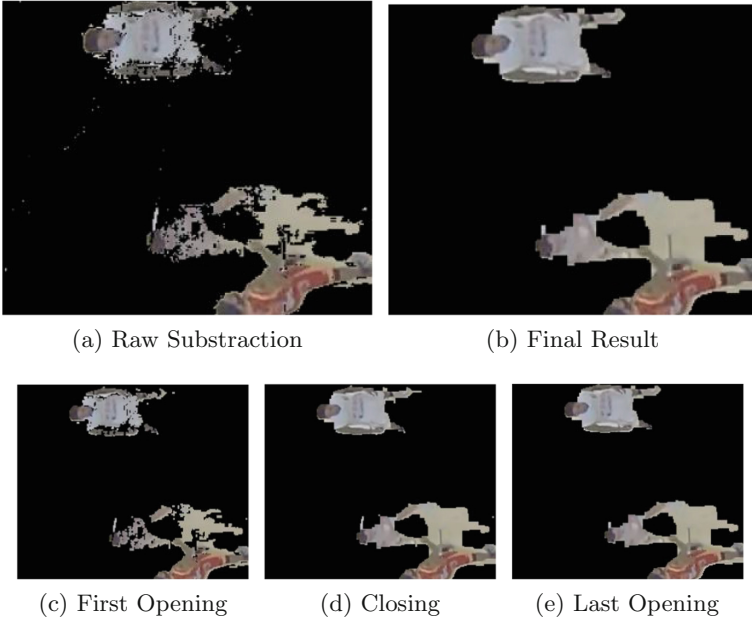 (a) Raw Substraction
(b) Final Result
(c) First Opening
(d) Closing
(e) Last Opening